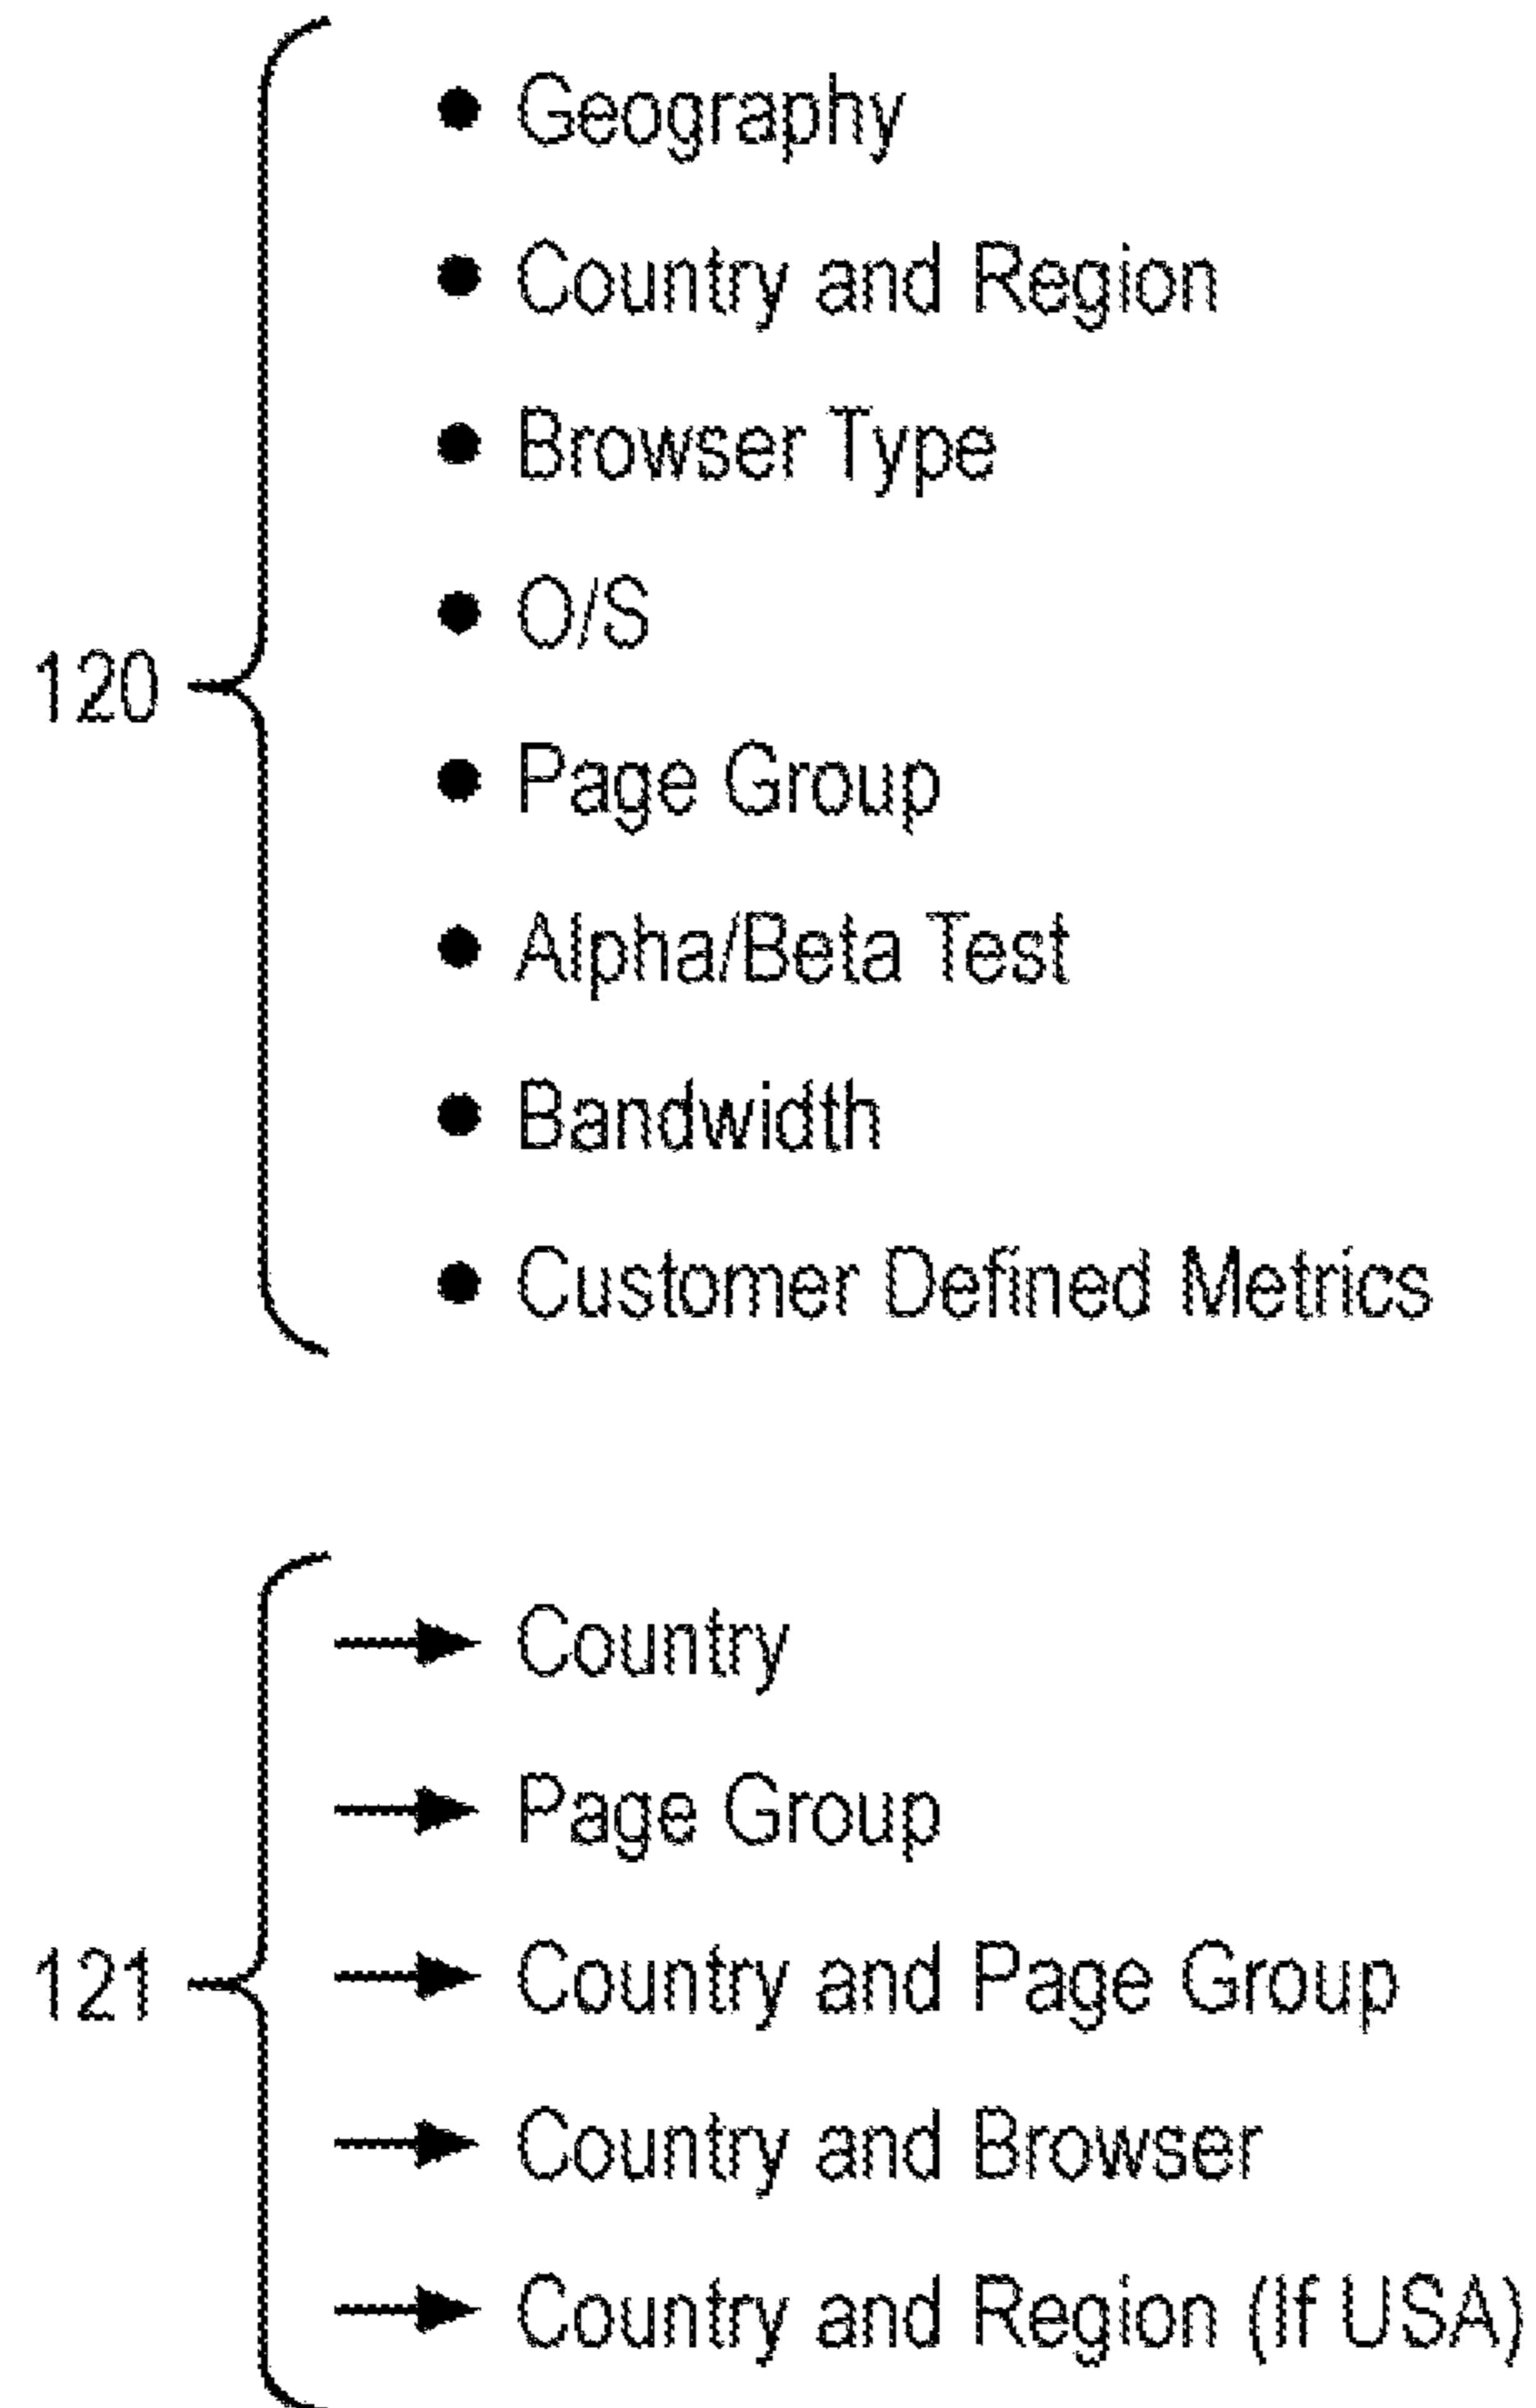 Geography
Country and Region
Browser Type
O/S
120
Page Group
Alpha/Beta Test
Bandwidth
Customer Defined Metrics
Country
Page Group
121
Country and Page Group
Country and Browser
Country and Region (If USA)